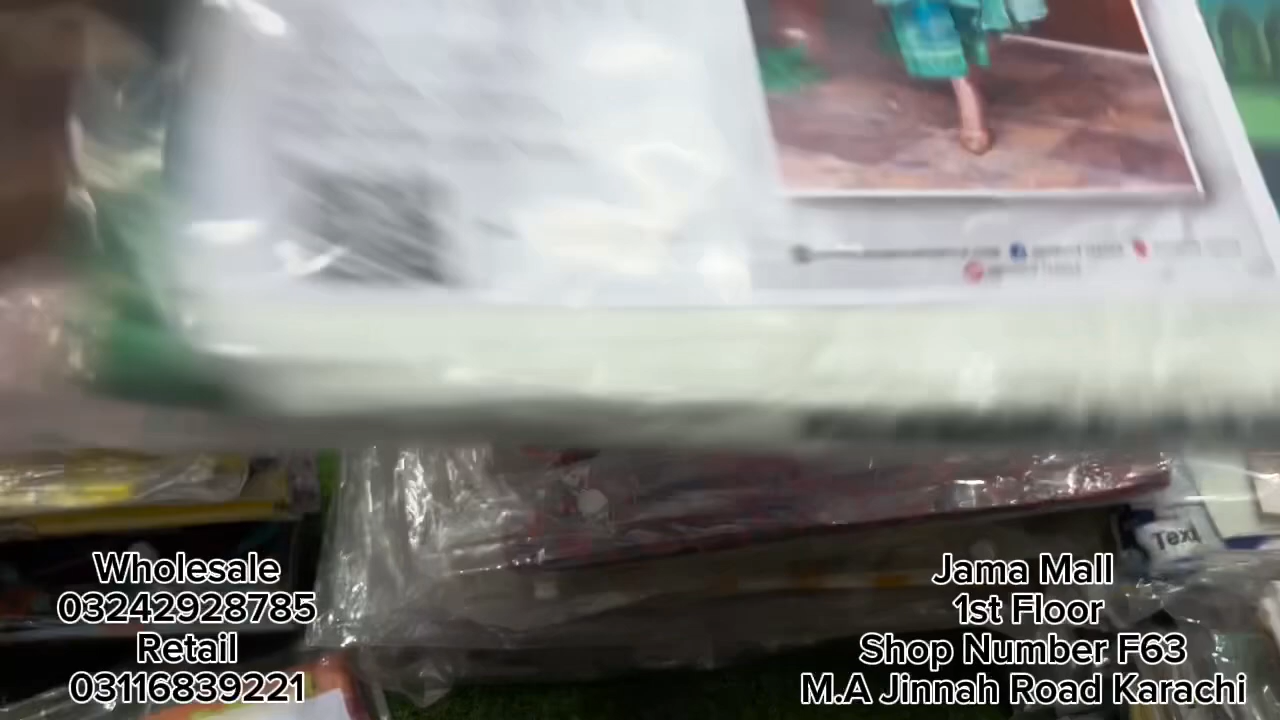 Wholesale
03242928785
Retail
03116839221
Jama Mall
1st Floor
Shop Number F63
M.A Jinnah Road Karachi